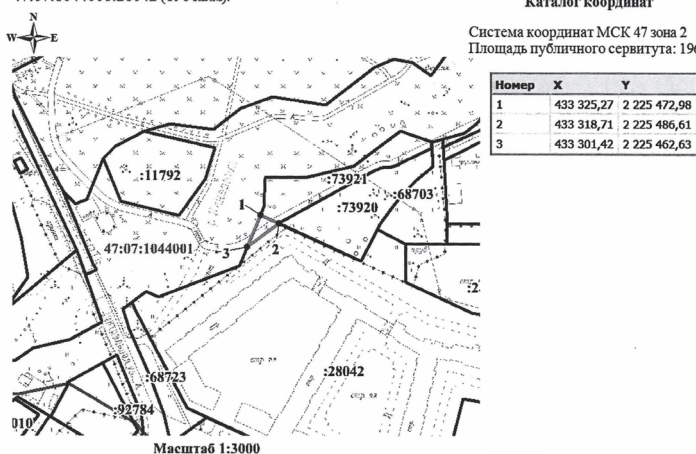 Каталог координат
N
W E
S
Система координат МСК 47 зона 2
Площадь публичного сервитута: 196
Номер X Y
1 433 325,27 2 225 472,98
2 433 318,71 2 225 486,61
3 433 301,42 2 225 462,63
:11792
:73921
:68703
:73920
1
2
3
47:07:1044001
:28042
:68723
:92784
010
Масштаб 1:3000